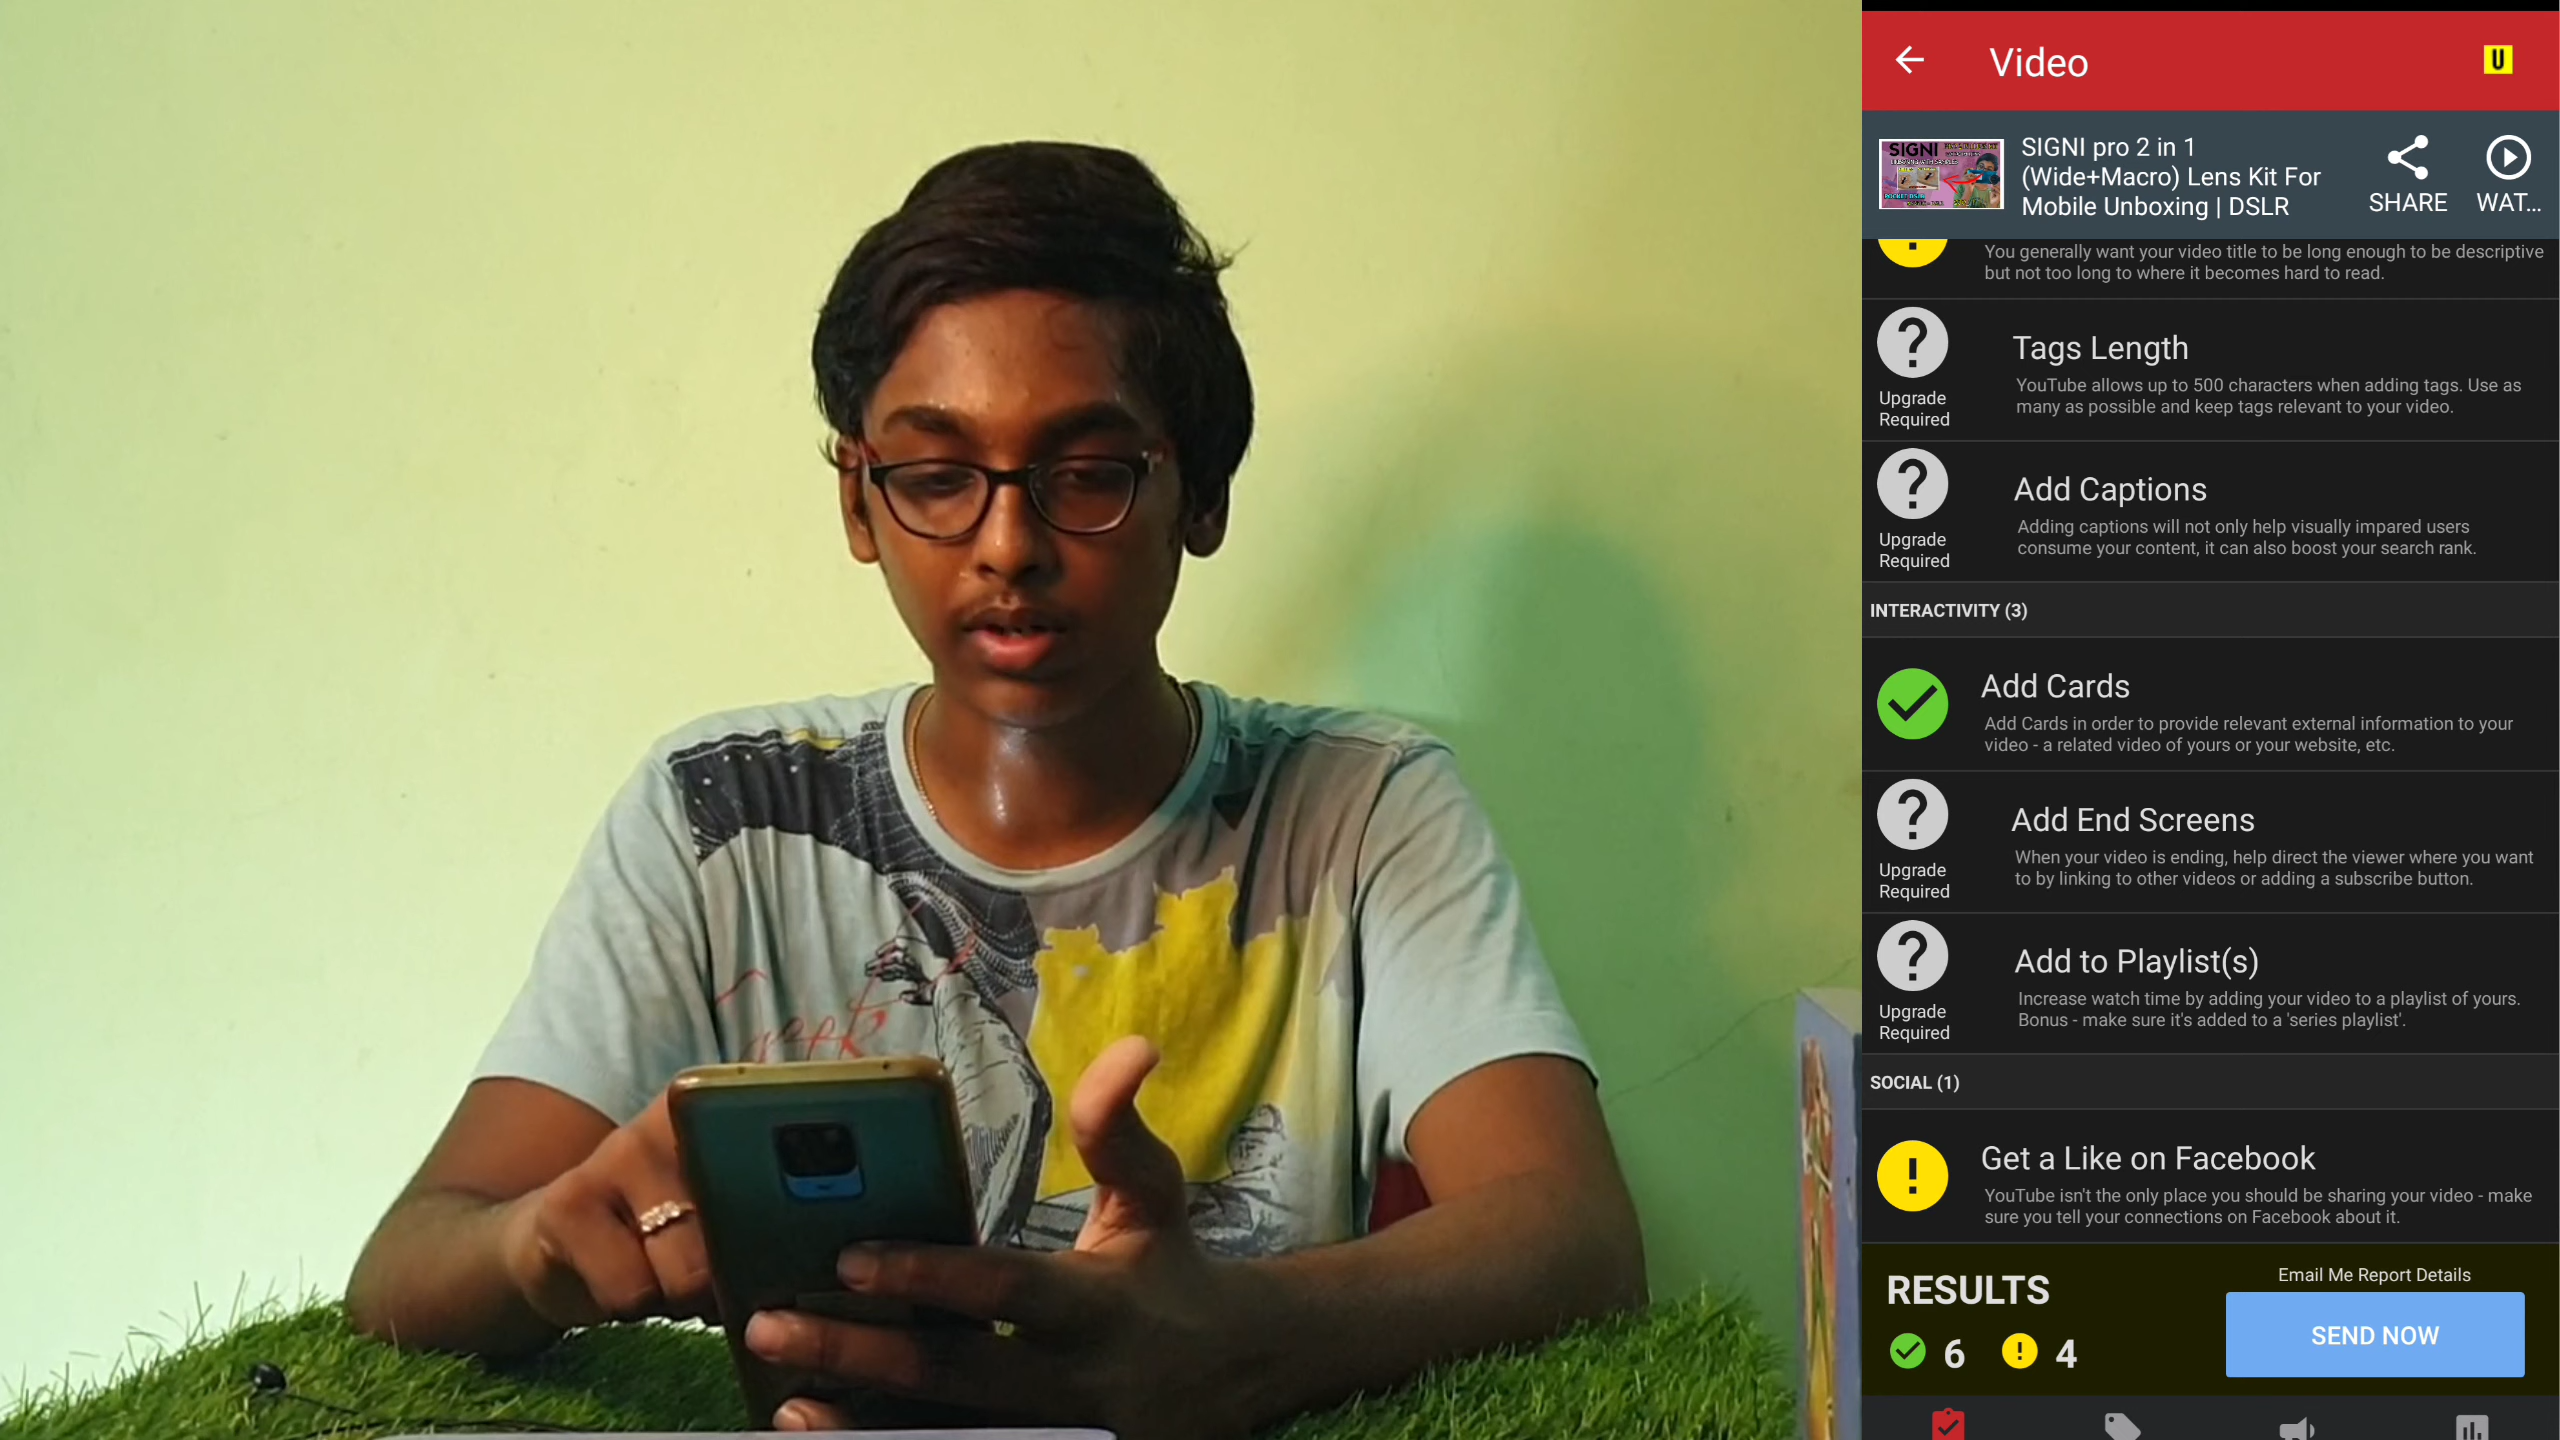 Video
U
SIGNI
SIGNI pro 2 in 1
(Wide+Macro) Lens Kit For
Mobile Unboxing | DSLR
SHARE
WAT...
You generally want your video title to be long enough to be descriptive
but not too long to where it becomes hard to read.
Tags Length
YouTube allows up to 500 characters when adding tags. Use as
many as possible and keep tags relevant to your video.
Upgrade
Required
Add Captions
Adding captions will not only help visually impared users
consume your content, it can also boost your search rank.
Upgrade
Required
INTERACTIVITY (3)
Add Cards
Add Cards in order to provide relevant external information to your
video - a related video of yours or your website, etc.
Add End Screens
When your video is ending, help direct the viewer where you want
to by linking to other videos or adding a subscribe button.
Upgrade
Required
Add to Playlist(s)
Increase watch time by adding your video to a playlist of yours.
Bonus - make sure it's added to a 'series playlist'.
Upgrade
Required
SOCIAL (1)
Get a Like on Facebook
YouTube isn't the only place you should be sharing your video - make
sure you tell your connections on Facebook about it.
RESULTS
6
4
Email Me Report Details
SEND NOW